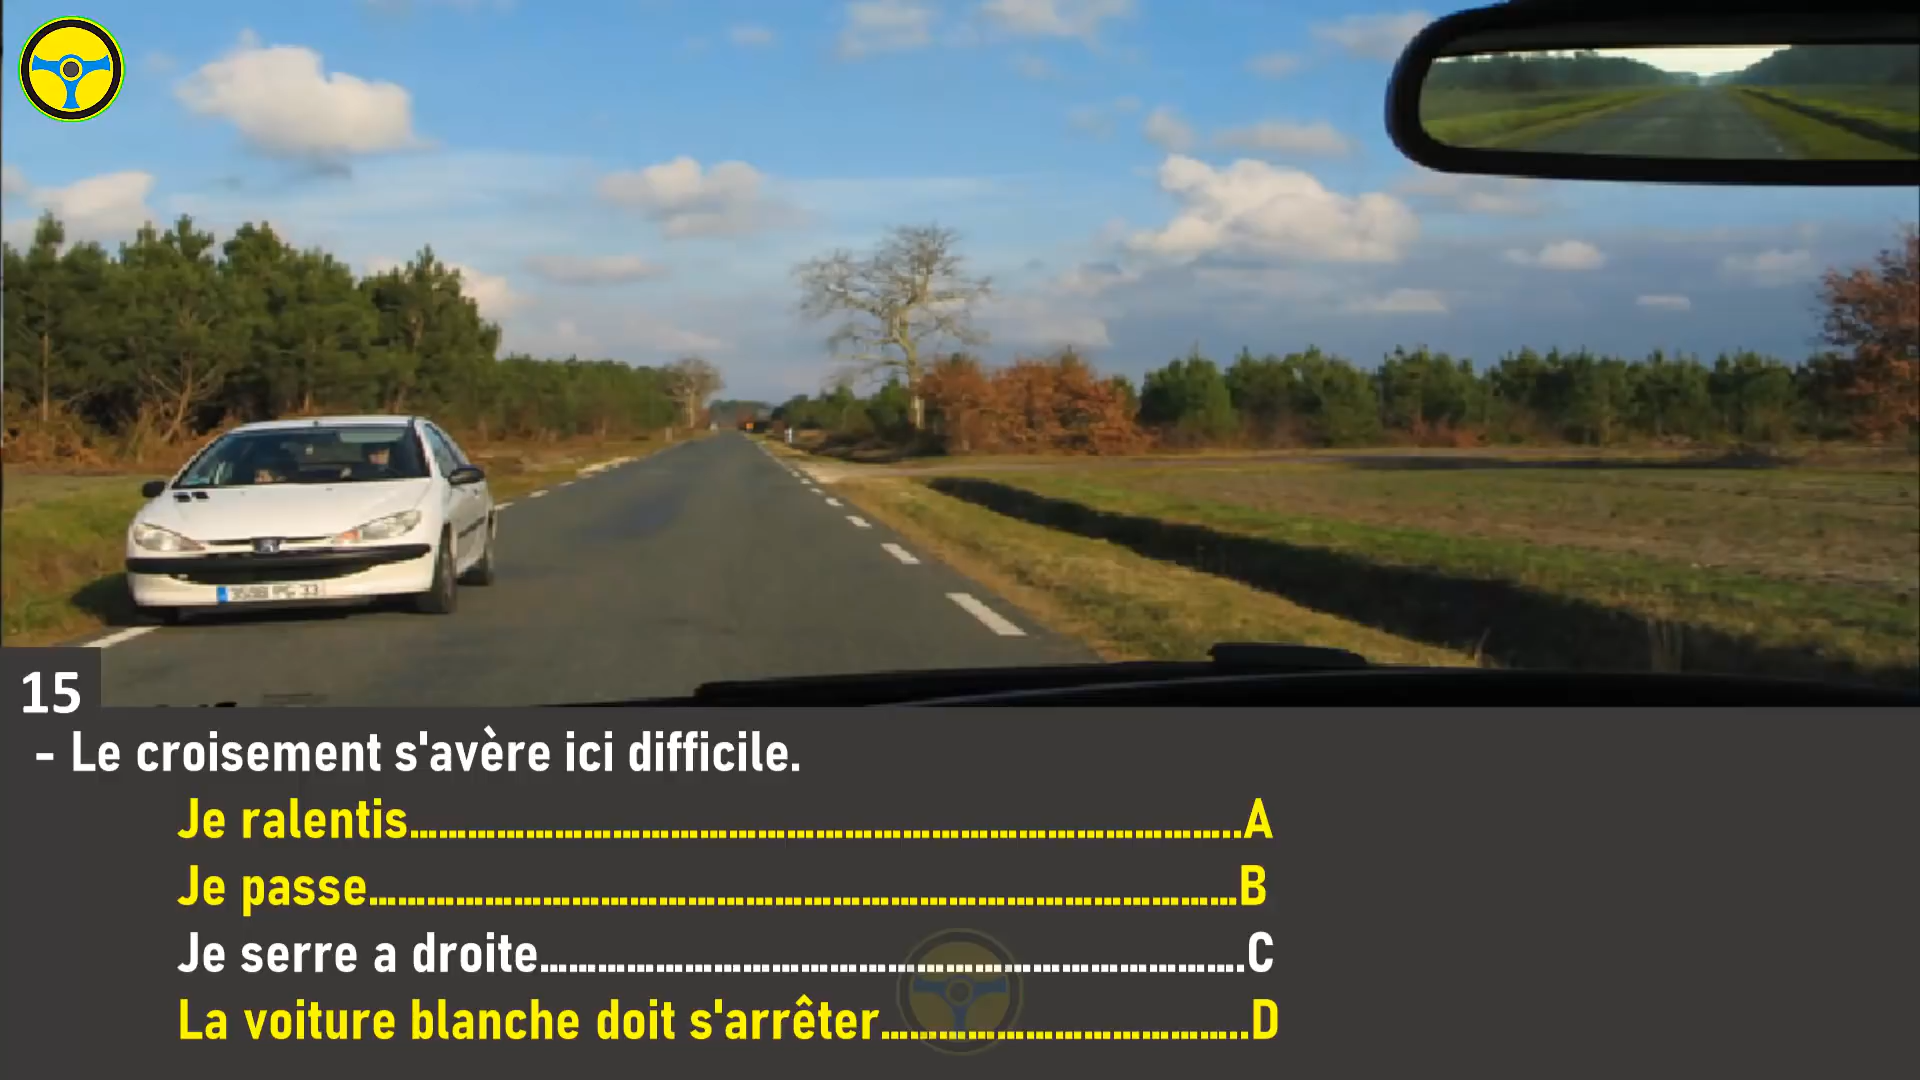 15
- Le croisement s'avère ici difficile.
Je ralentis..........A
Je passe..........B
Je serre a droite..........C
La voiture blanche doit s'arrêter..........D